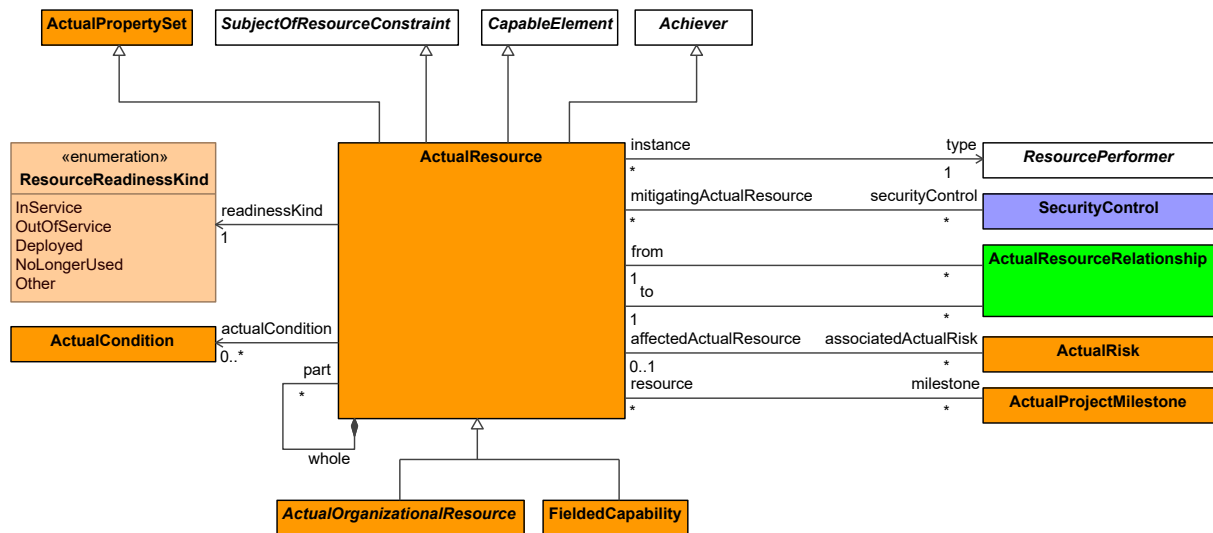 ActualPropertySet
SubjectOfResourceConstraint
CapableElement
Achiever
«enumeration»
ResourceReadinessKind
InService
OutOfService
Deployed
NoLongerUsed
Other
readinessKind
1
ActualCondition
actualCondition
0..*
part
*
whole
ActualResource
instance
*
type
1
ResourcePerformer
mitigatingActualResource
*
securityControl
*
SecurityControl
from
1
*
to
1
*
ActualResourceRelationship
affectedActualResource
0..1
associatedActualRisk
*
ActualRisk
resource
*
milestone
*
ActualProjectMilestone
ActualOrganizationalResource
FieldedCapability